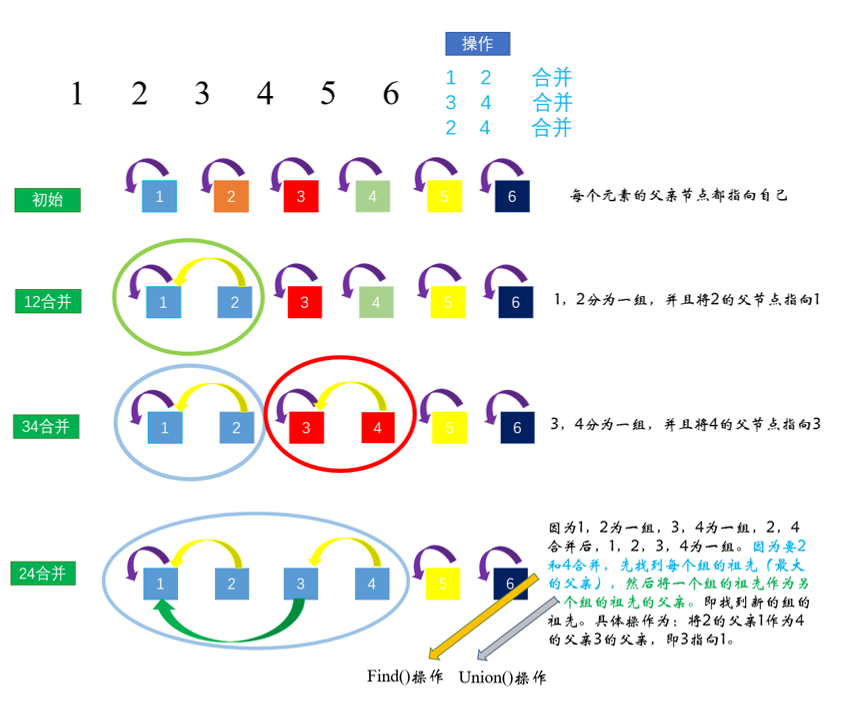 操作
1 2 3 4 5 6
1 2 合并
3 4 合并
2 4 合并
初始
1 2 3 4 5 6
每个元素的父亲节点都指向自己
12合并
1 2 3 4 5 6
1，2分为一组，并且将2的父节点指向1
34合并
1 2 3 4 5 6
3，4分为一组，并且将4的父节点指向3
24合并
1 2 3 4 5 6
因为1，2为一组，3，4为一组，2，4
合并后，1，2，3，4为一组。因为要2
和4合并，先找到每个组的祖先（最大
的父亲），然后将一个组的祖先作为另
个组的祖先的父亲。即找到新的组的
祖先。具体操作为：将2的父亲1作为4
的父亲3的父亲，即3指向1。
Find()操作 Union()操作